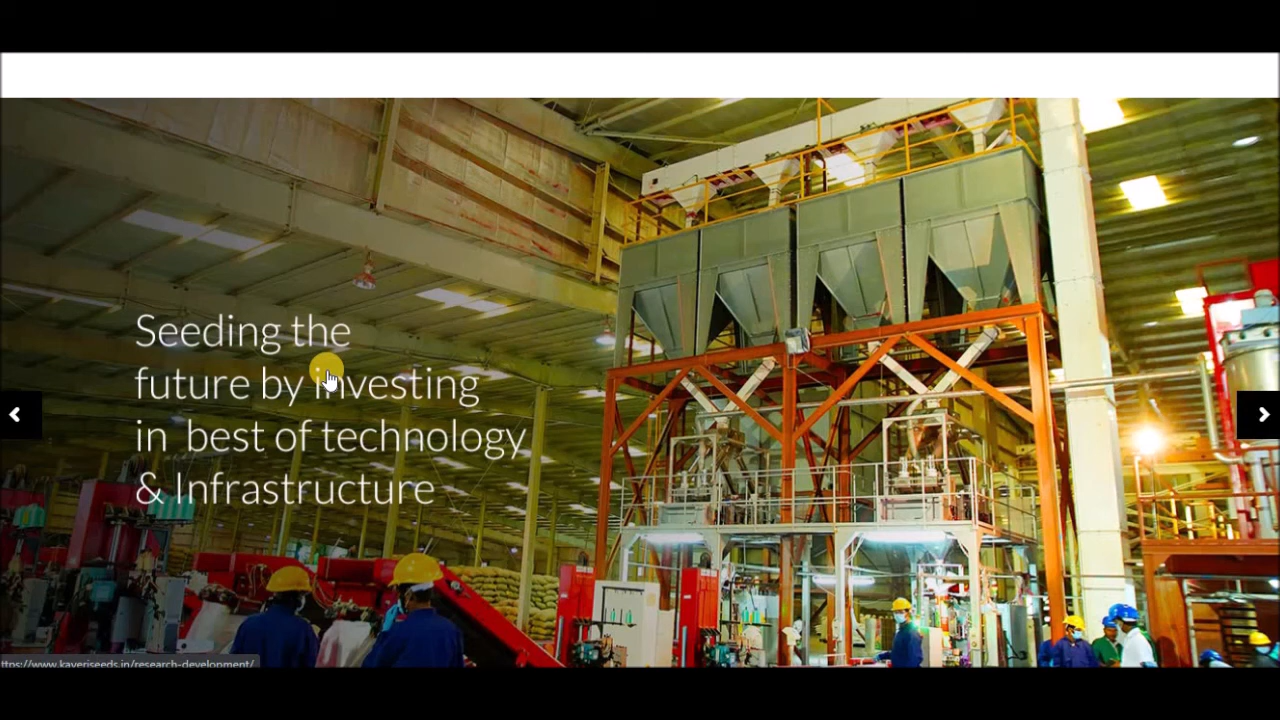 Seeding the
future by investing
in best of technology
& Infrastructure
ttps://www.kaveriseeds.in/research-development/